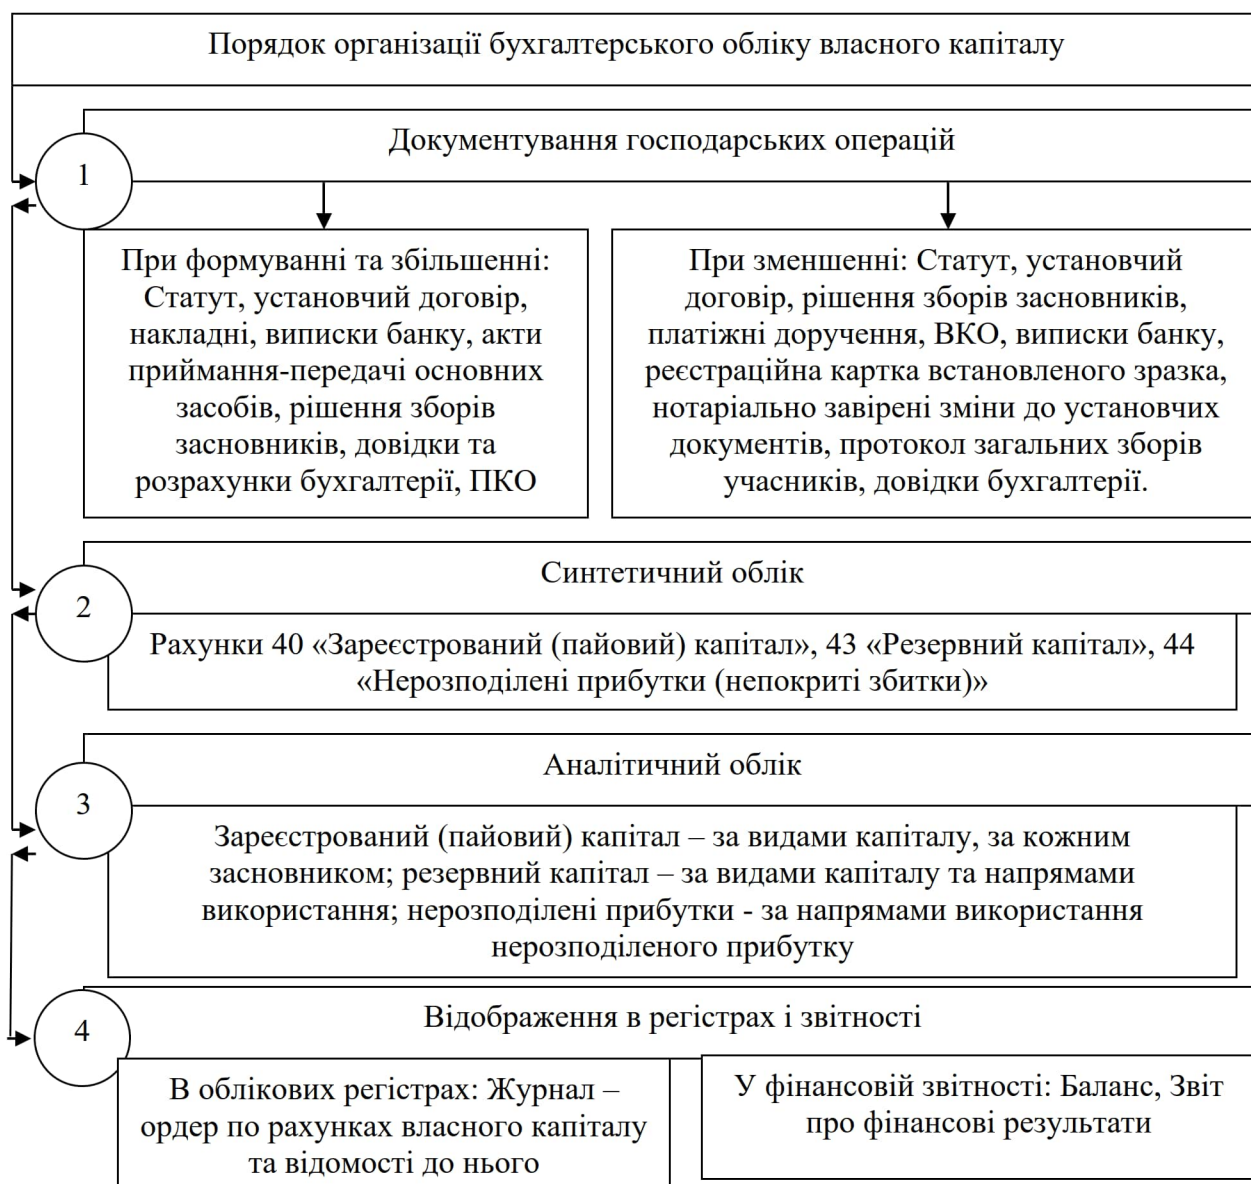 Порядок організації бухгалтерського обліку власного капіталу
1
Документування господарських операцій
При формуванні та збільшенні:
Статут, установчий договір,
накладні, виписки банку, акти
приймання-передачі основних
засобів, рішення зборів
засновників, довідки та
розрахунки бухгалтерії, ПКО
При зменшенні: Статут, установчий
договір, рішення зборів засновників,
платіжні доручення, ВКО, виписки банку,
реєстраційна картка встановленого зразка,
нотаріально завірені зміни до установчих
документів, протокол загальних зборів
учасників, довідки бухгалтерії.
2
Синтетичний облік
Рахунки 40 «Зареєстрований (пайовий) капітал», 43 «Резервний капітал», 44
«Нерозподілені прибутки (непокриті збитки)»
3
Аналітичний облік
Зареєстрований (пайовий) капітал – за видами капіталу, за кожним
засновником; резервний капітал – за видами капіталу та напрямами
використання; нерозподілені прибутки - за напрямами використання
нерозподіленого прибутку
4
Відображення в регістрах і звітності
В облікових регістрах: Журнал –
ордер по рахунках власного капіталу
та відомості до нього
У фінансовій звітності: Баланс, Звіт
про фінансові результати